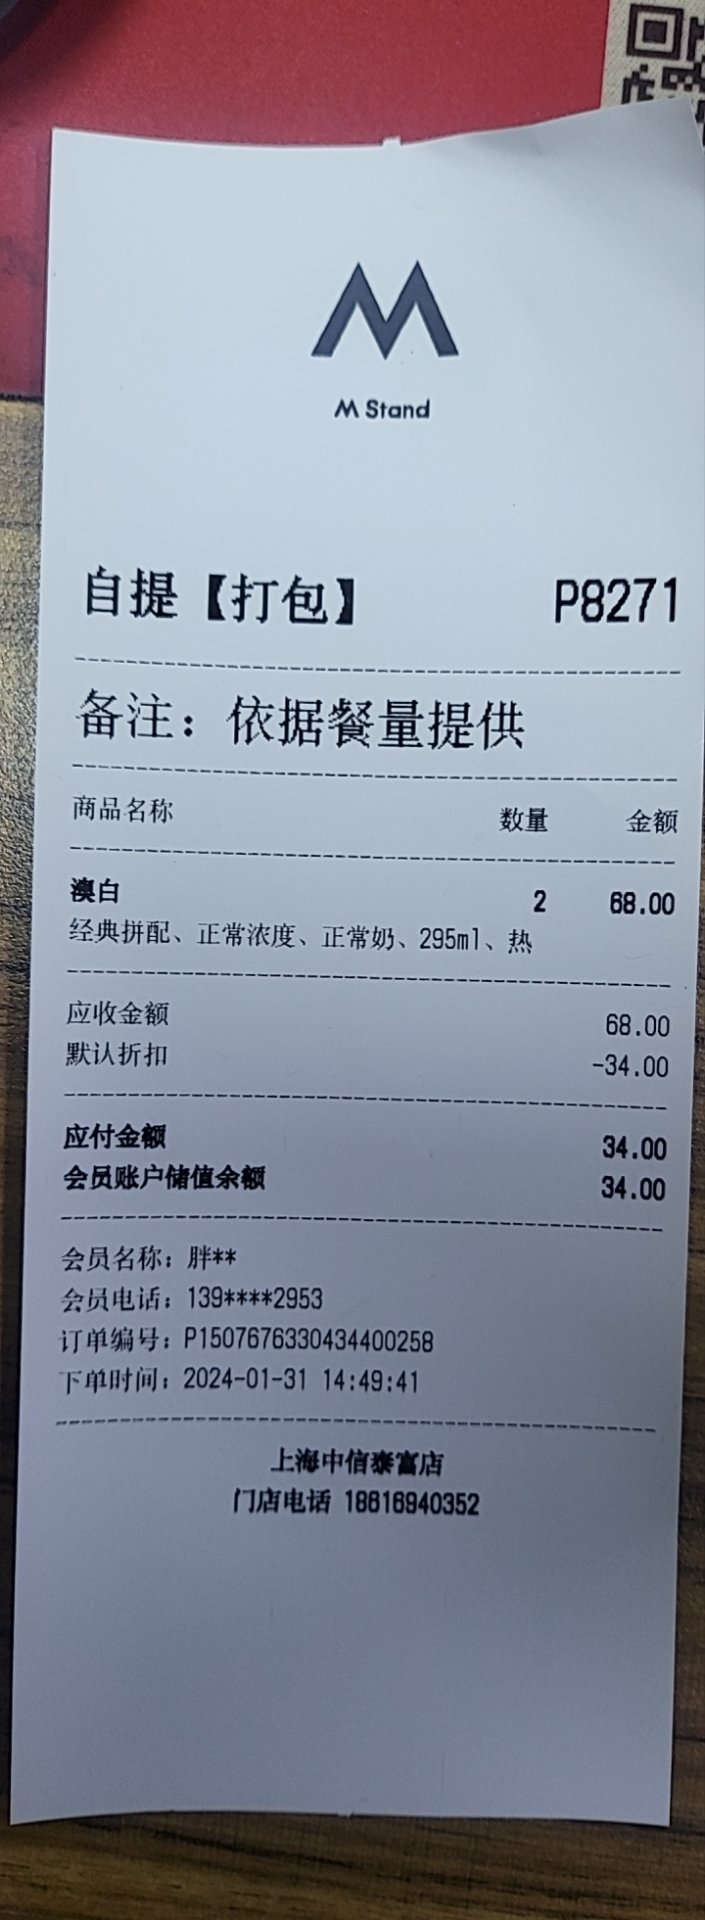 M Stand
自提【打包】 P8271
备注：依据餐量提供
商品名称 数量 金额
澳白 2 68.00
经典拼配、正常浓度、正常奶、295ml、热
应收金额 68.00
默认折扣 -34.00
应付金额 34.00
会员账户储值余额 34.00
会员名称：胖**
会员电话：139****2953
订单编号：P1507676330434400258
下单时间：2024-01-31 14:49:41
上海中信泰富店
门店电话 18616940352